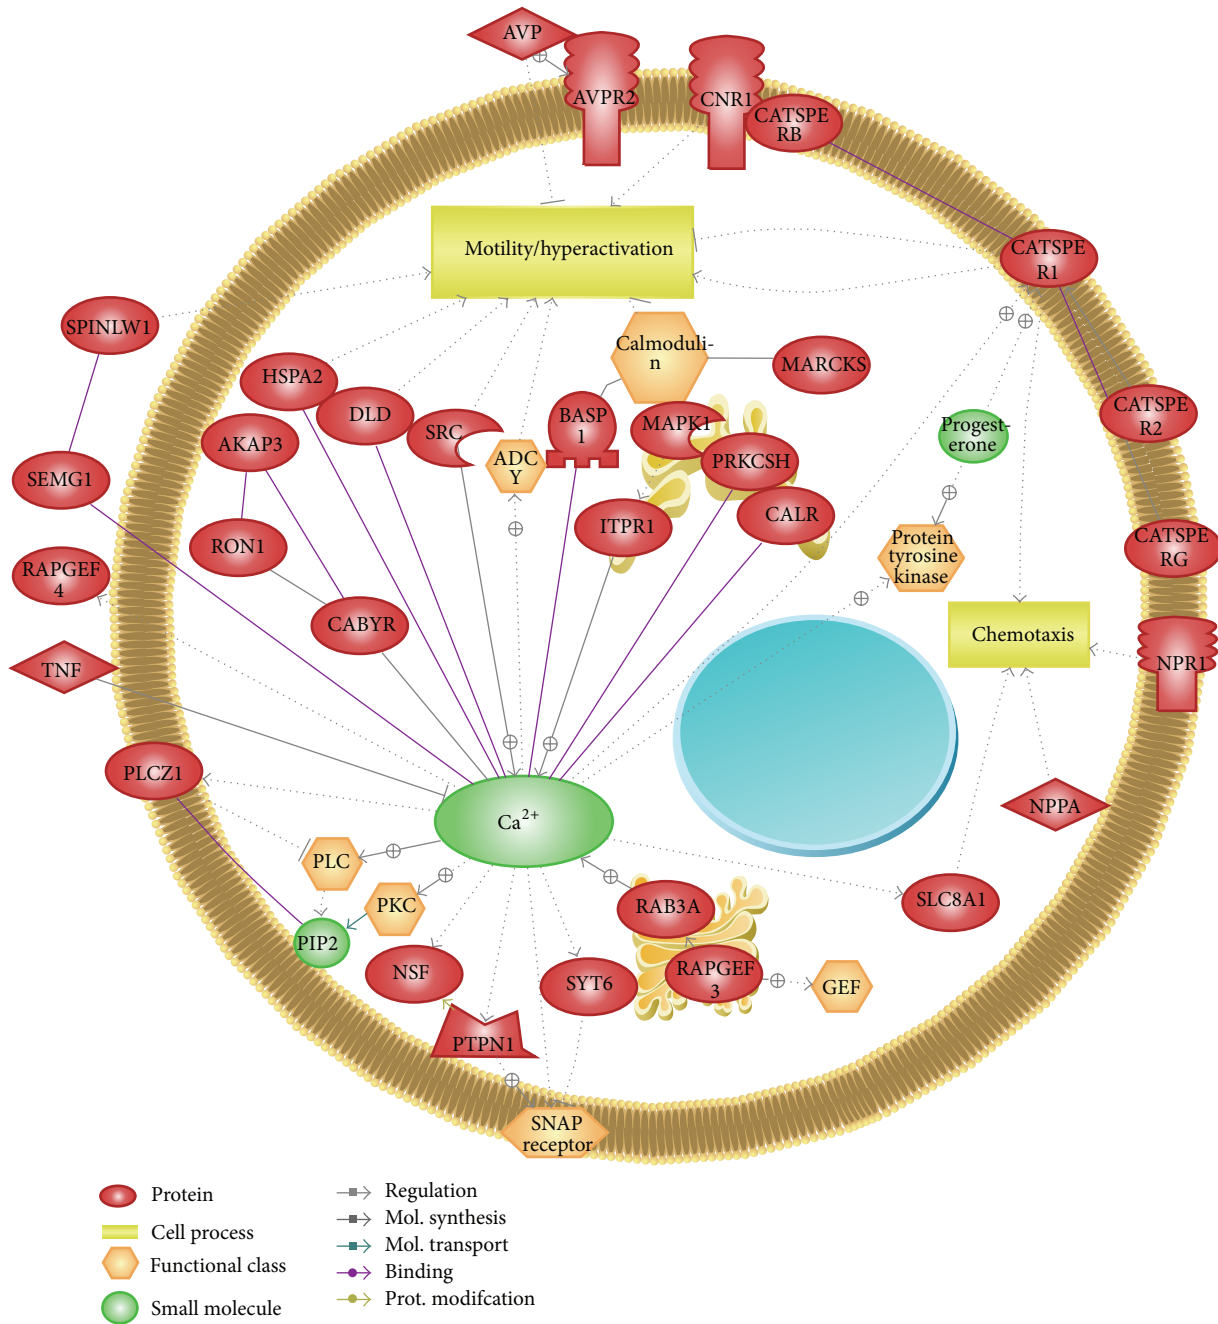 AVP
AVPR2
CNR1
CATSPE
RB
Motility/hyperactivation
CATSPE
R1
SPINLW1
Calmoduli-
n
MARCKS
HSPA2
DLD
BASP
1
MAPK1
CATSPE
R2
AKAP3
SRC
Progest-
erone
ADC
Y
PRKCSH
SEMG1
CALR
ITPR1
RON1
Protein
tyrosine
kinase
CATSPE
RG
RAPGEF
4
CABYR
Chemotaxis
TNF
NPR1
PLCZ1
NPPA
Ca2+
PLC
PKC
RAB3A
SLC8A1
PIP2
NSF
SYT6
RAPGEF
3
GEF
PTPN1
SNAP
receptor
Protein
Cell process
Functional class
Small molecule
Regulation
Mol. synthesis
Mol. transport
Binding
Prot. modifcation